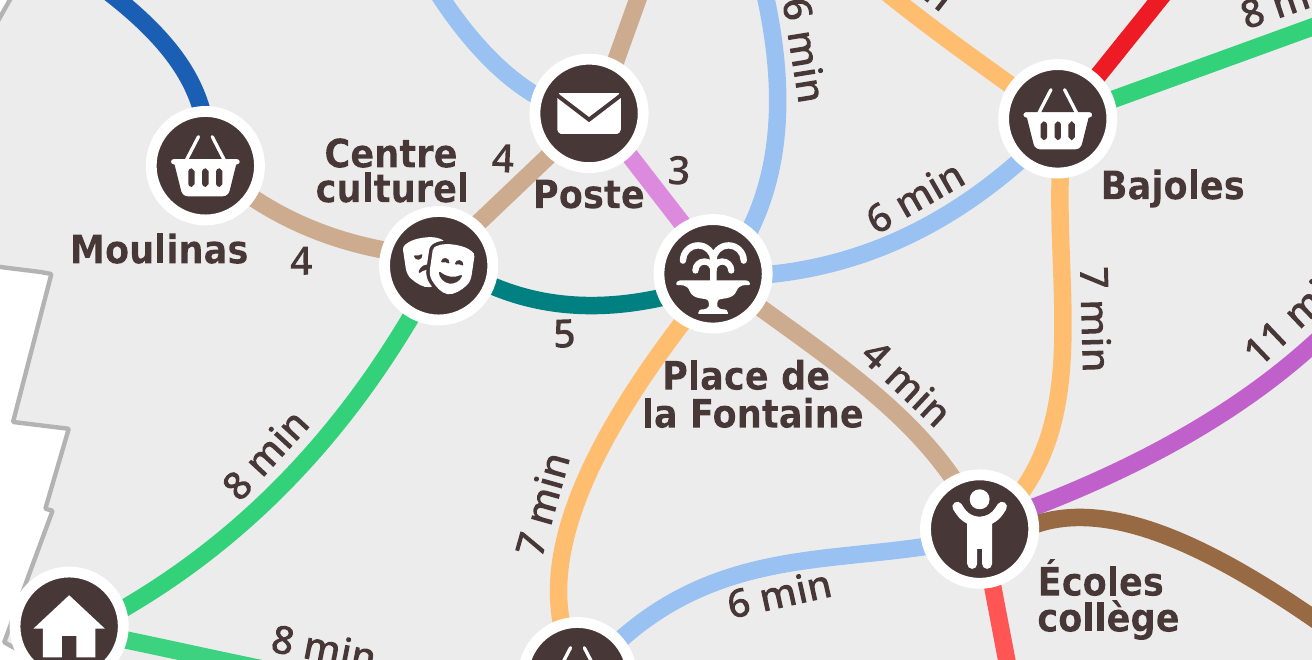 6 min
8 m
Centre
culturel
4
3
Poste
6 min
Bajoles
Moulinas
4
5
7 min
11 m
Place de
la Fontaine
4 min
8 min
7 min
6 min
Écoles
collège
8 min